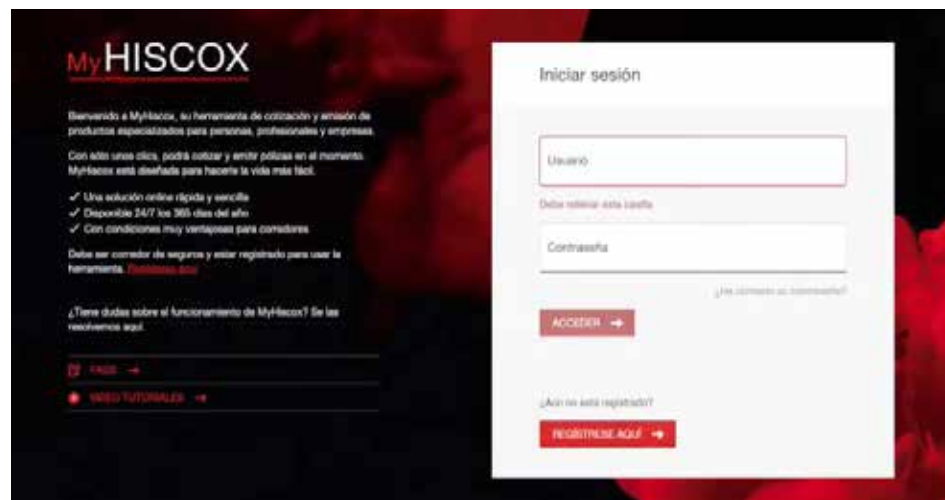 MyHISCOX
Bienvenido a MyHiscox, su herramienta de cotización y emisión de
productos especializados para personas, profesionales y empresas.
Con sólo unos clics, podrá cotizar y emitir pólizas en el momento.
MyHiscox está diseñada para hacerle la vida más fácil.
✓ Una solución online rápida y sencilla
✓ Disponible 24/7 los 365 días del año
✓ Con condiciones muy ventajosas para corredores
Debe ser corredor de seguros y estar registrado para usar la
herramienta. Regístrese aquí
¿Tiene dudas sobre el funcionamiento de MyHiscox? Se las
resolvemos aquí.
FAQS →
VIDEO TUTORIALES →
Iniciar sesión
Usuario
Debe rellenar esta casilla
Contraseña
¿Ha olvidado su contraseña?
ACCEDER →
¿Aún no está registrado?
REGÍSTRESE AQUÍ →